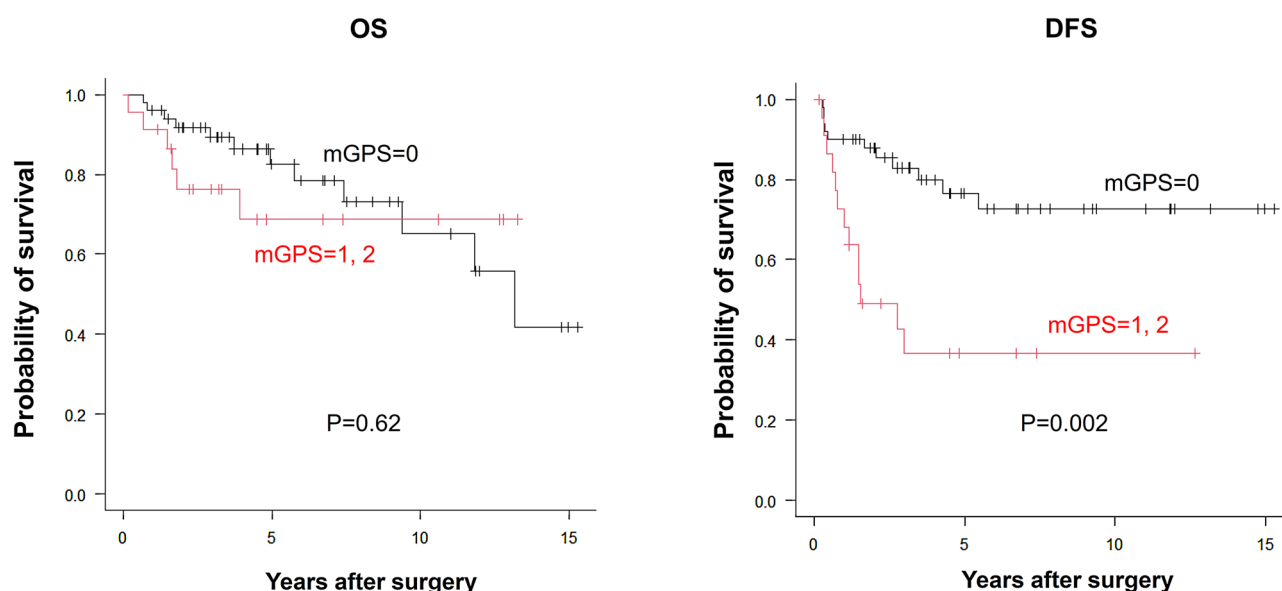 OS
Probability of survival
1.0
0.8
0.6
0.4
0.2
0.0
mGPS=0
mGPS=1, 2
P=0.62
0 5 10 15
Years after surgery
DFS
Probability of survival
1.0
0.8
0.6
0.4
0.2
0.0
mGPS=0
mGPS=1, 2
P=0.002
0 5 10 15
Years after surgery